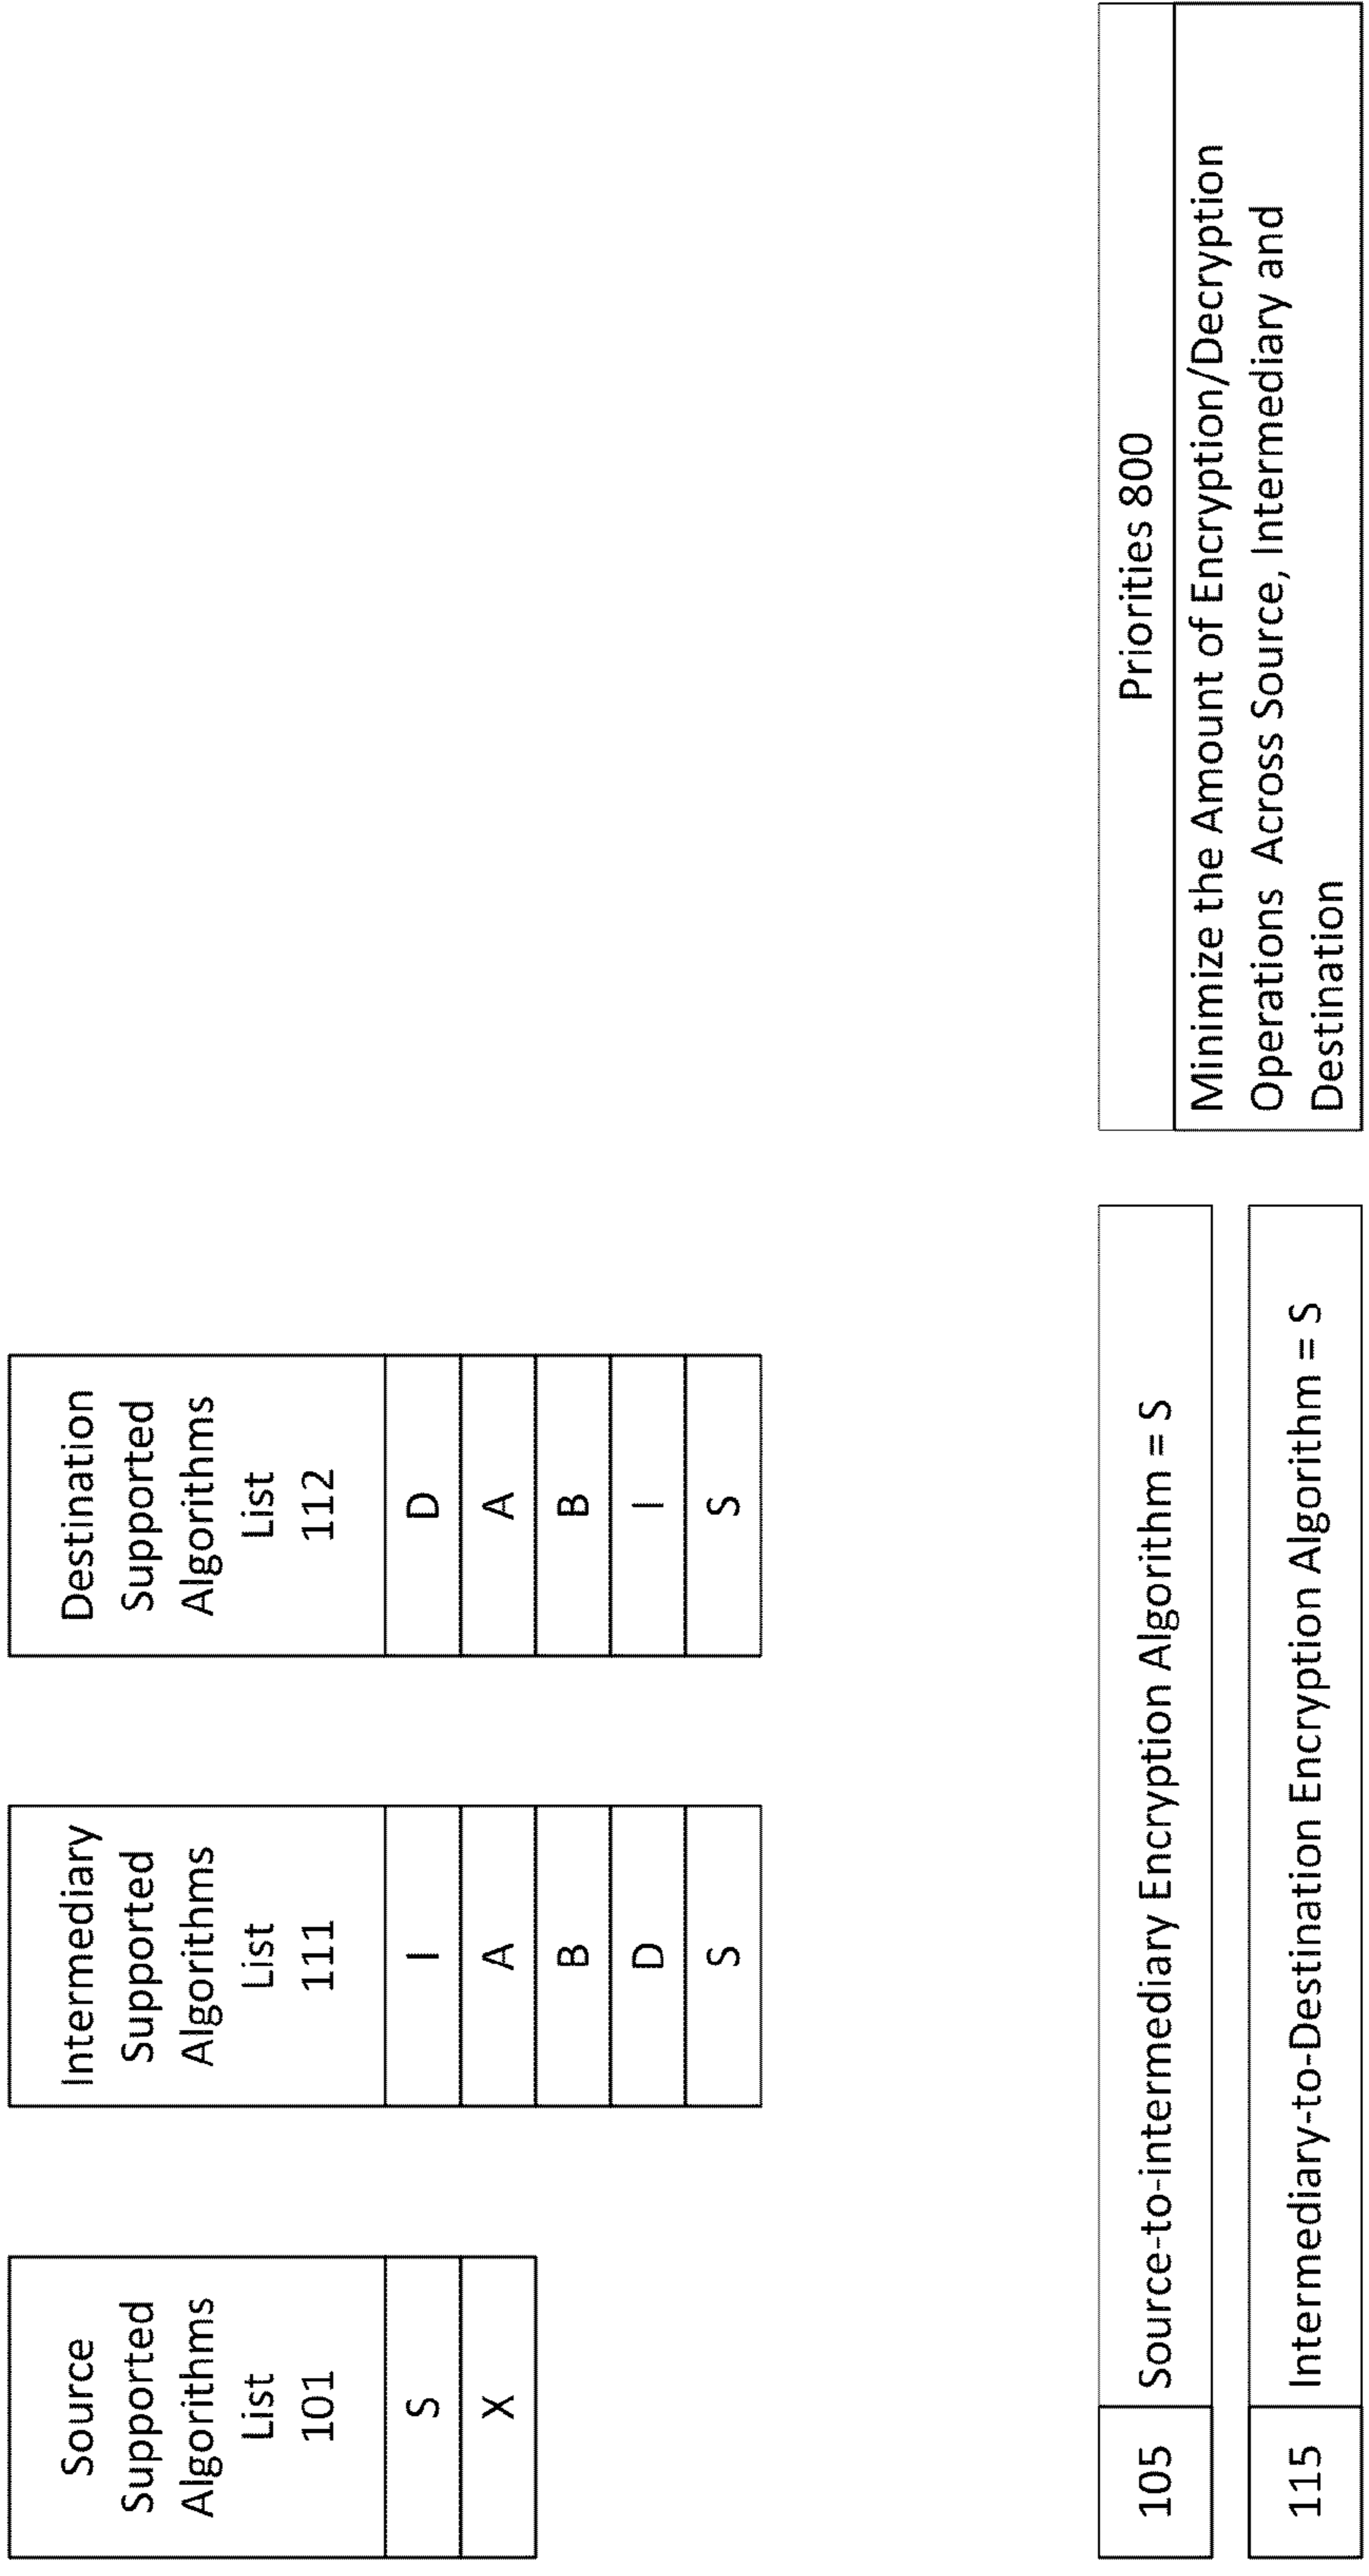 Source
Supported
Algorithms
List
101
S
X
Intermediary
Supported
Algorithms
List
111
I
A
B
D
S
Destination
Supported
Algorithms
List
112
D
A
B
I
S
105
Source-to-intermediary Encryption Algorithm = S
115
Intermediary-to-Destination Encryption Algorithm = S
Priorities 800
Minimize the Amount of Encryption/Decryption
Operations Across Source, Intermediary and
Destination